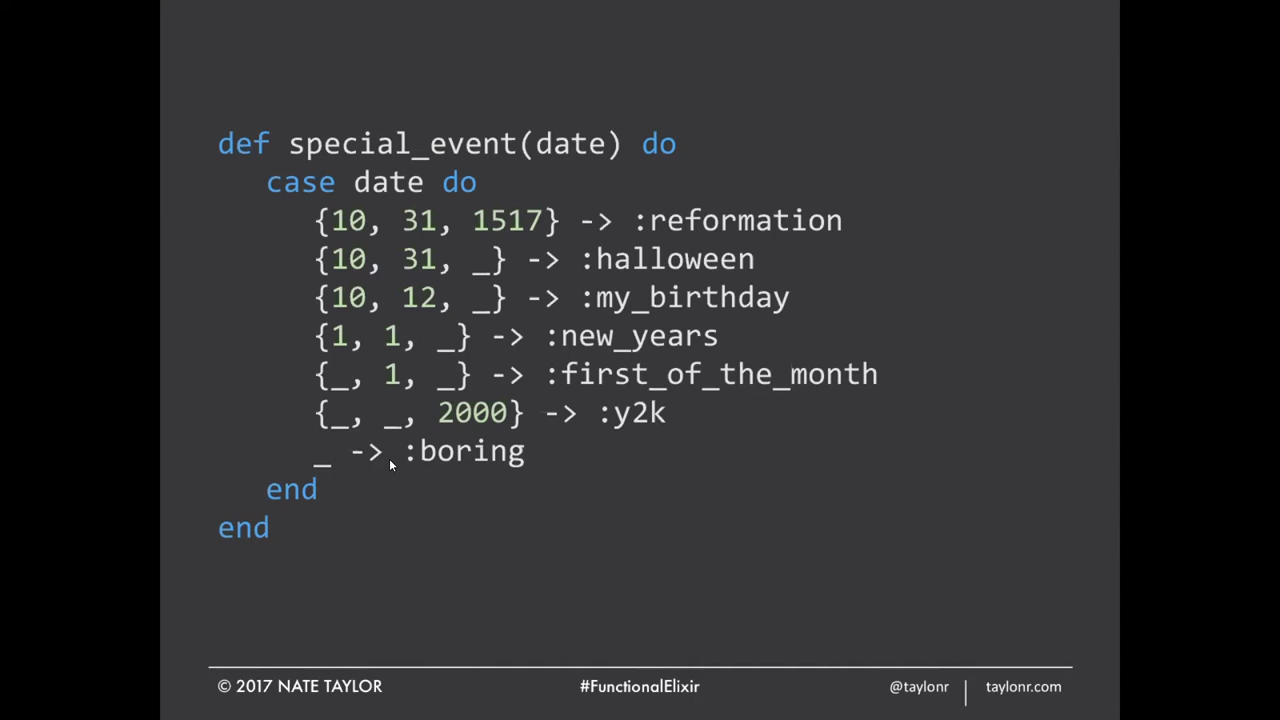 def special_event(date) do
case date do
{10, 31, 1517} -> :reformation
{10, 31, _} -> :halloween
{10, 12, _} -> :my_birthday
{1, 1, _} -> :new_years
{_, 1, _} -> :first_of_the_month
{_, _, 2000} -> :y2k
_ -> :boring
end
end
© 2017 NATE TAYLOR #FunctionalElixir @taylonr | taylonr.com